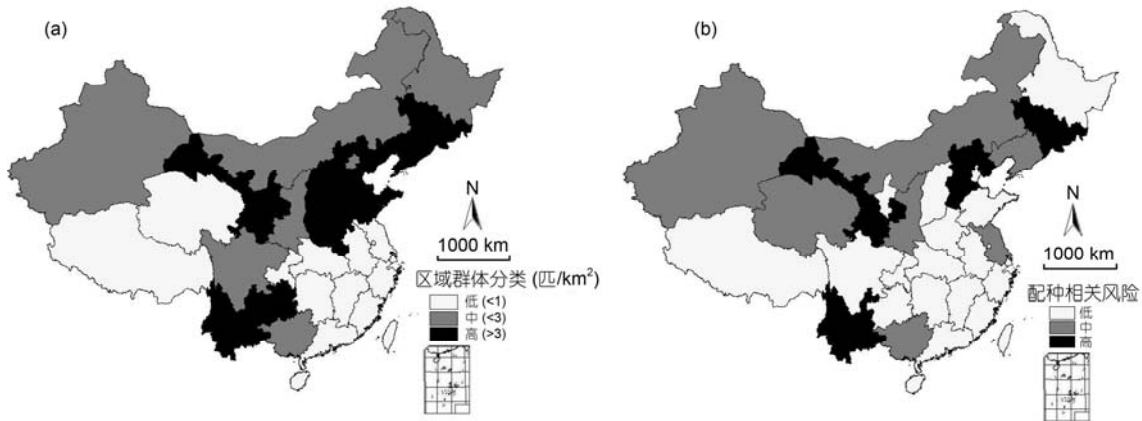 (a)
N
1000 km
区域群体分类 (匹/km²)
低 (<1)
中 (<3)
高 (>3)
(b)
N
1000 km
配种相关风险
低
中
高